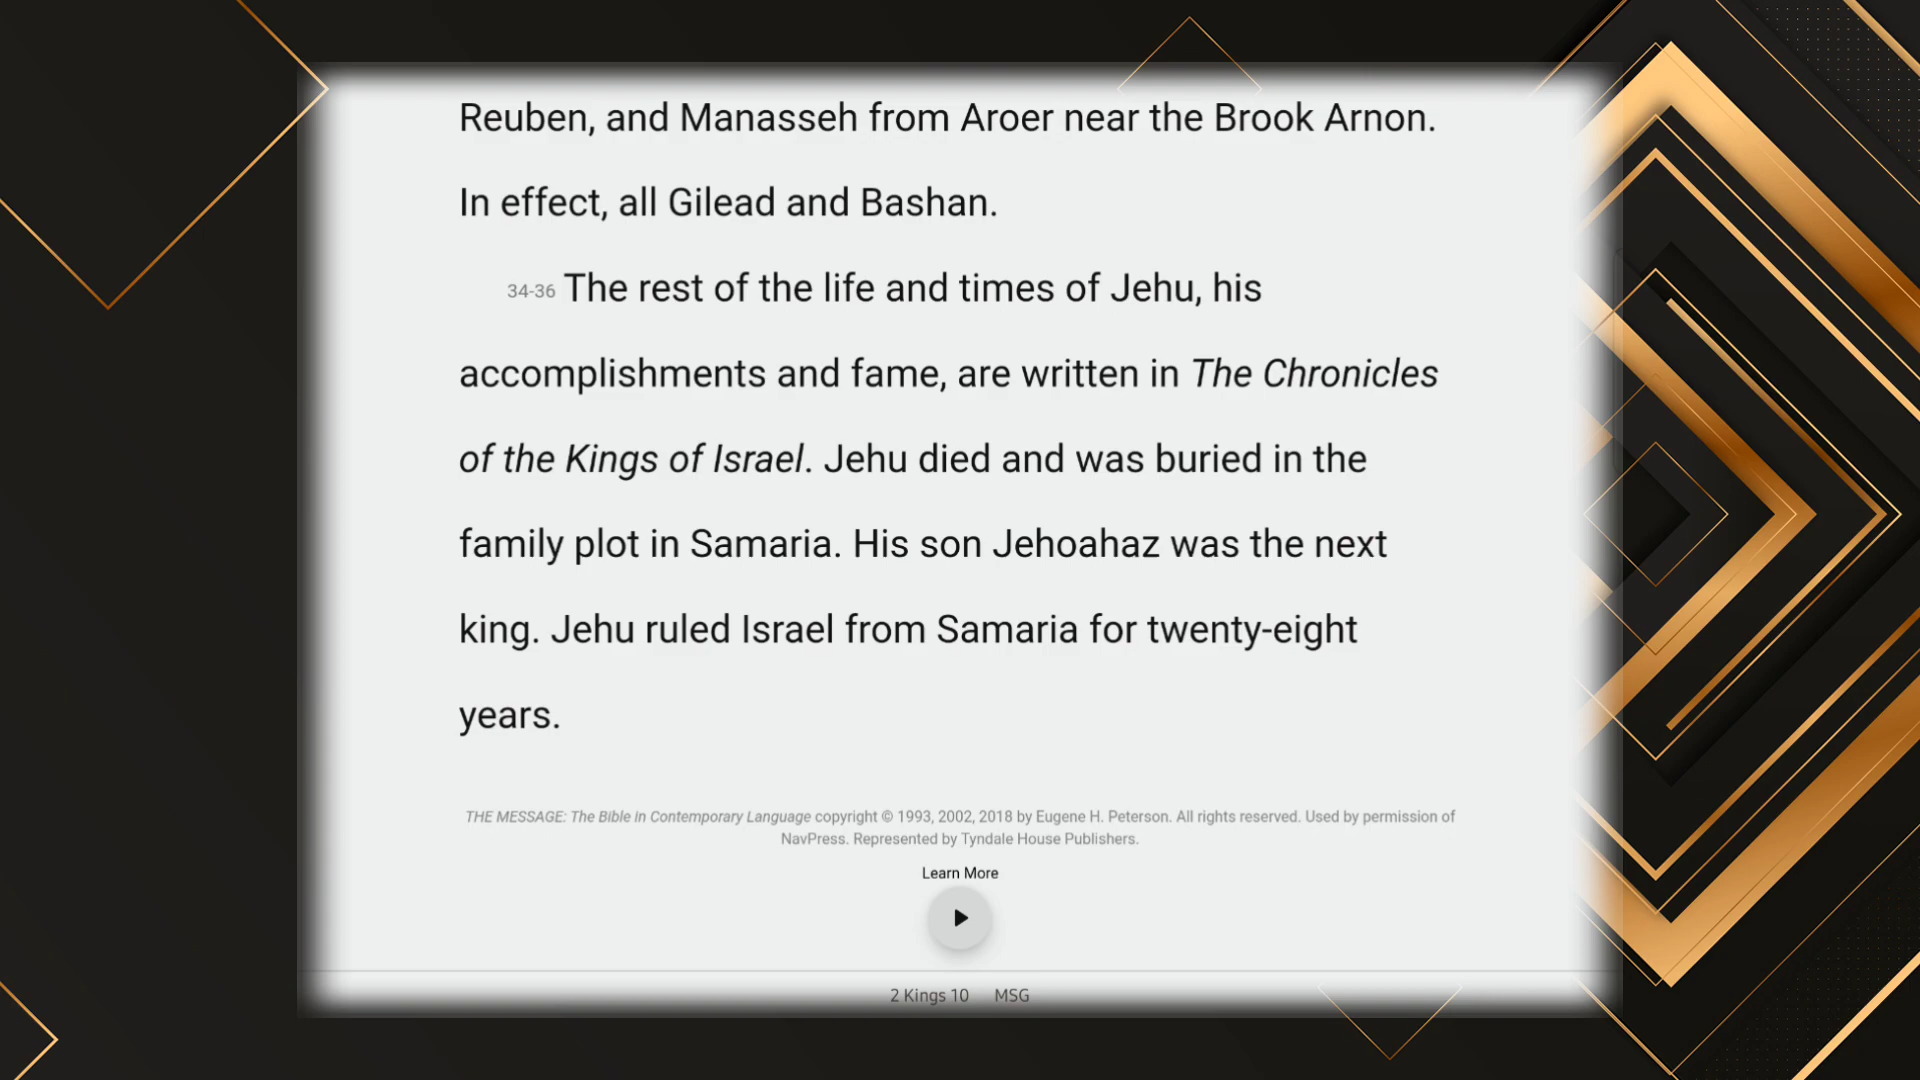 Reuben, and Manasseh from Aroer near the Brook Arnon.
In effect, all Gilead and Bashan.
34-36 The rest of the life and times of Jehu, his
accomplishments and fame, are written in The Chronicles
of the Kings of Israel. Jehu died and was buried in the
family plot in Samaria. His son Jehoahaz was the next
king. Jehu ruled Israel from Samaria for twenty-eight
years.
THE MESSAGE: The Bible in Contemporary Language copyright © 1993, 2002, 2018 by Eugene H. Peterson. All rights reserved. Used by permission of
NavPress. Represented by Tyndale House Publishers.
Learn More
2 Kings 10 MSG